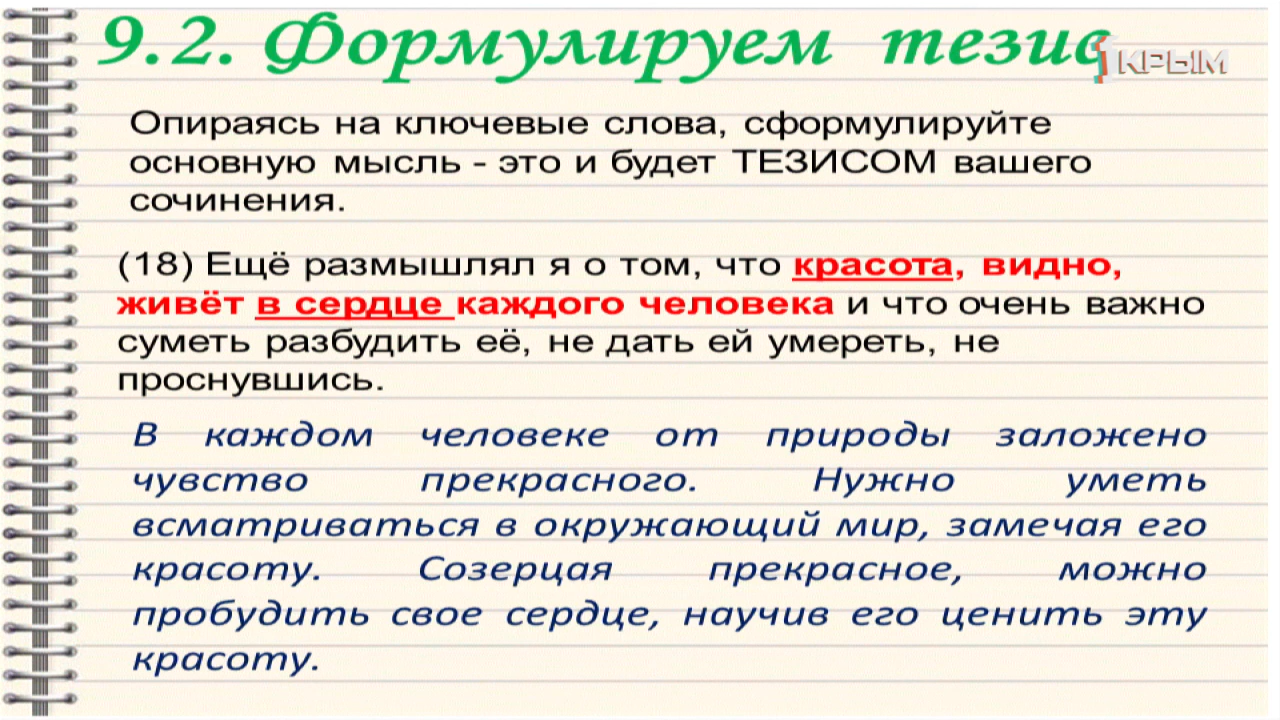 9.2. Формулируем тезис
1КРЫМ
Опираясь на ключевые слова, сформулируйте
основную мысль - это и будет ТЕЗИСОМ вашего
сочинения.
(18) Ещё размышлял я о том, что красота, видно,
живёт в сердце каждого человека и что очень важно
суметь разбудить её, не дать ей умереть, не
проснувшись.
В каждом человеке от природы заложено
чувство прекрасного. Нужно уметь
всматриваться в окружающий мир, замечая его
красоту. Созерцая прекрасное, можно
пробудить свое сердце, научив его ценить эту
красоту.